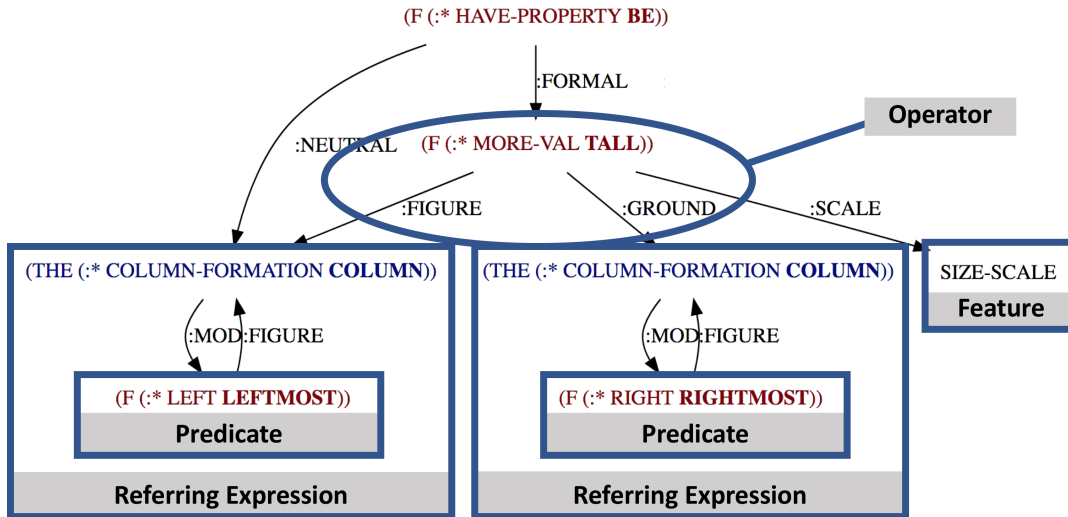 (F (:* HAVE-PROPERTY BE))
:FORMAL
Operator
:NEUTRAL
(F (:* MORE-VAL TALL))
:FIGURE
:GROUND
:SCALE
(THE (:* COLUMN-FORMATION COLUMN))
(THE (:* COLUMN-FORMATION COLUMN))
SIZE-SCALE
Feature
:MOD
:FIGURE
:MOD
:FIGURE
(F (:* LEFT LEFTMOST))
(F (:* RIGHT RIGHTMOST))
Predicate
Predicate
Referring Expression
Referring Expression